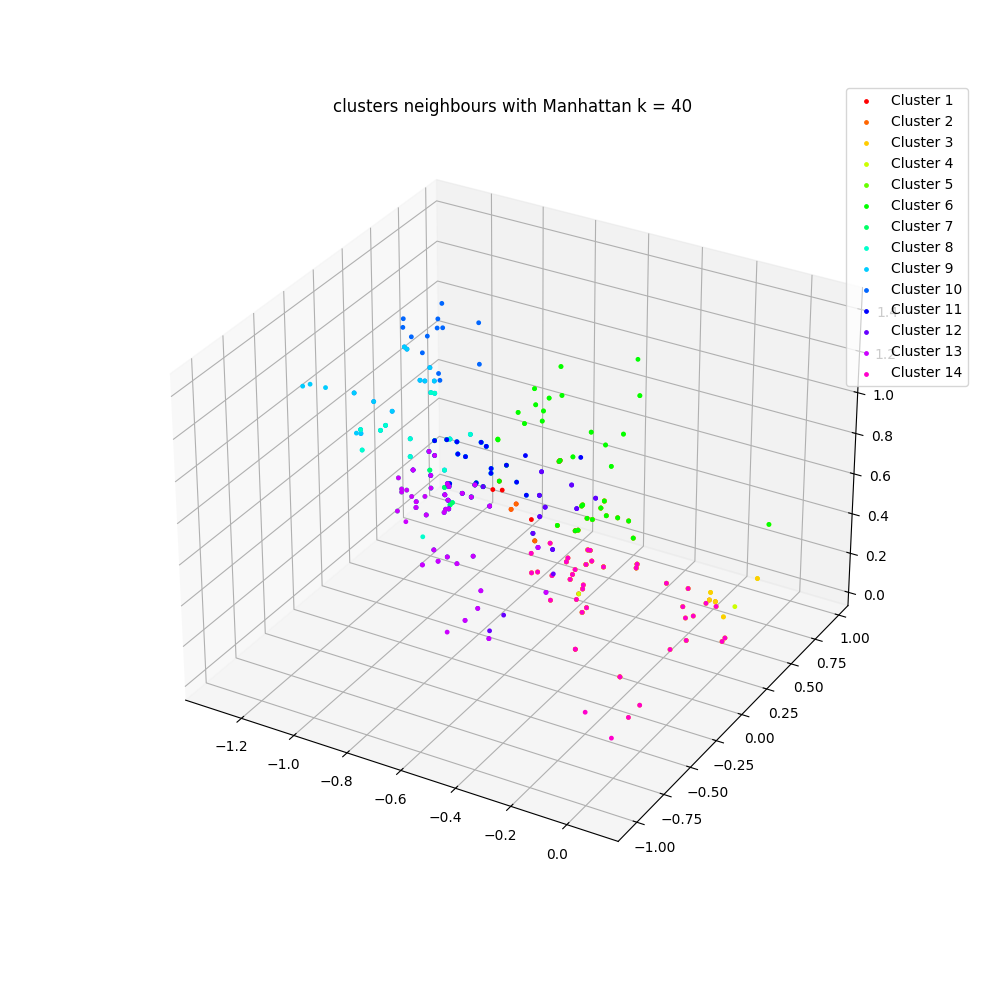 clusters neighbours with Manhattan k = 40
Cluster 1
Cluster 2
Cluster 3
Cluster 4
Cluster 5
Cluster 6
Cluster 7
Cluster 8
Cluster 9
Cluster 10
Cluster 11
Cluster 12
Cluster 13
Cluster 14
1.2
1.0
0.8
0.6
0.4
0.2
0.0
1.00
0.75
0.50
0.25
0.00
−0.25
−0.50
−0.75
−1.00
−1.2
−1.0
−0.8
−0.6
−0.4
−0.2
0.0